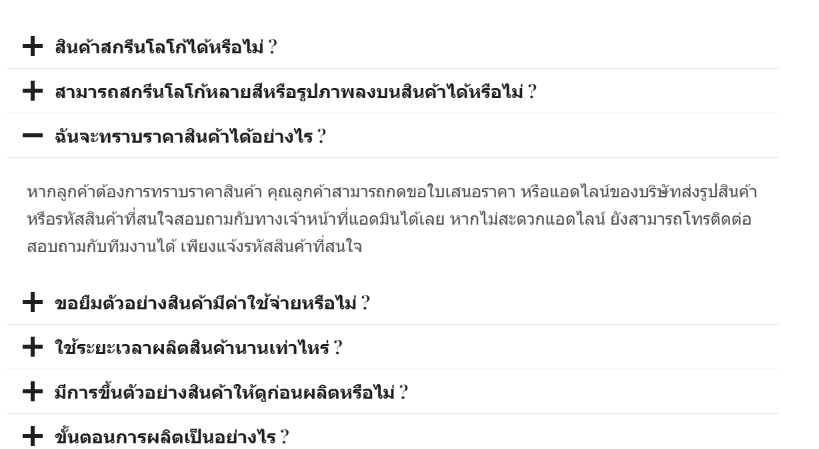 สินค้าสกรีนโลโก้ได้หรือไม่ ?
สามารถสกรีนโลโก้หลายสีหรือรูปภาพลงบนสินค้าได้หรือไม่ ?
ฉันจะทราบราคาสินค้าได้อย่างไร ?
หากลูกค้าต้องการทราบราคาสินค้า คุณลูกค้าสามารถกดขอใบเสนอราคา หรือแอดไลน์ของบริษัทส่งรูปสินค้า
หรือรหัสสินค้าที่สนใจสอบถามกับทางเจ้าหน้าที่แอดมินได้เลย หากไม่สะดวกแอดไลน์ ยังสามารถโทรติดต่อ
สอบถามกับทีมงานได้ เพียงแจ้งรหัสสินค้าที่สนใจ
ขอยืมตัวอย่างสินค้ามีค่าใช้จ่ายหรือไม่ ?
ใช้ระยะเวลาผลิตสินค้านานเท่าไหร่ ?
มีการขึ้นตัวอย่างสินค้าให้ดูก่อนผลิตหรือไม่ ?
ขั้นตอนการผลิตเป็นอย่างไร ?